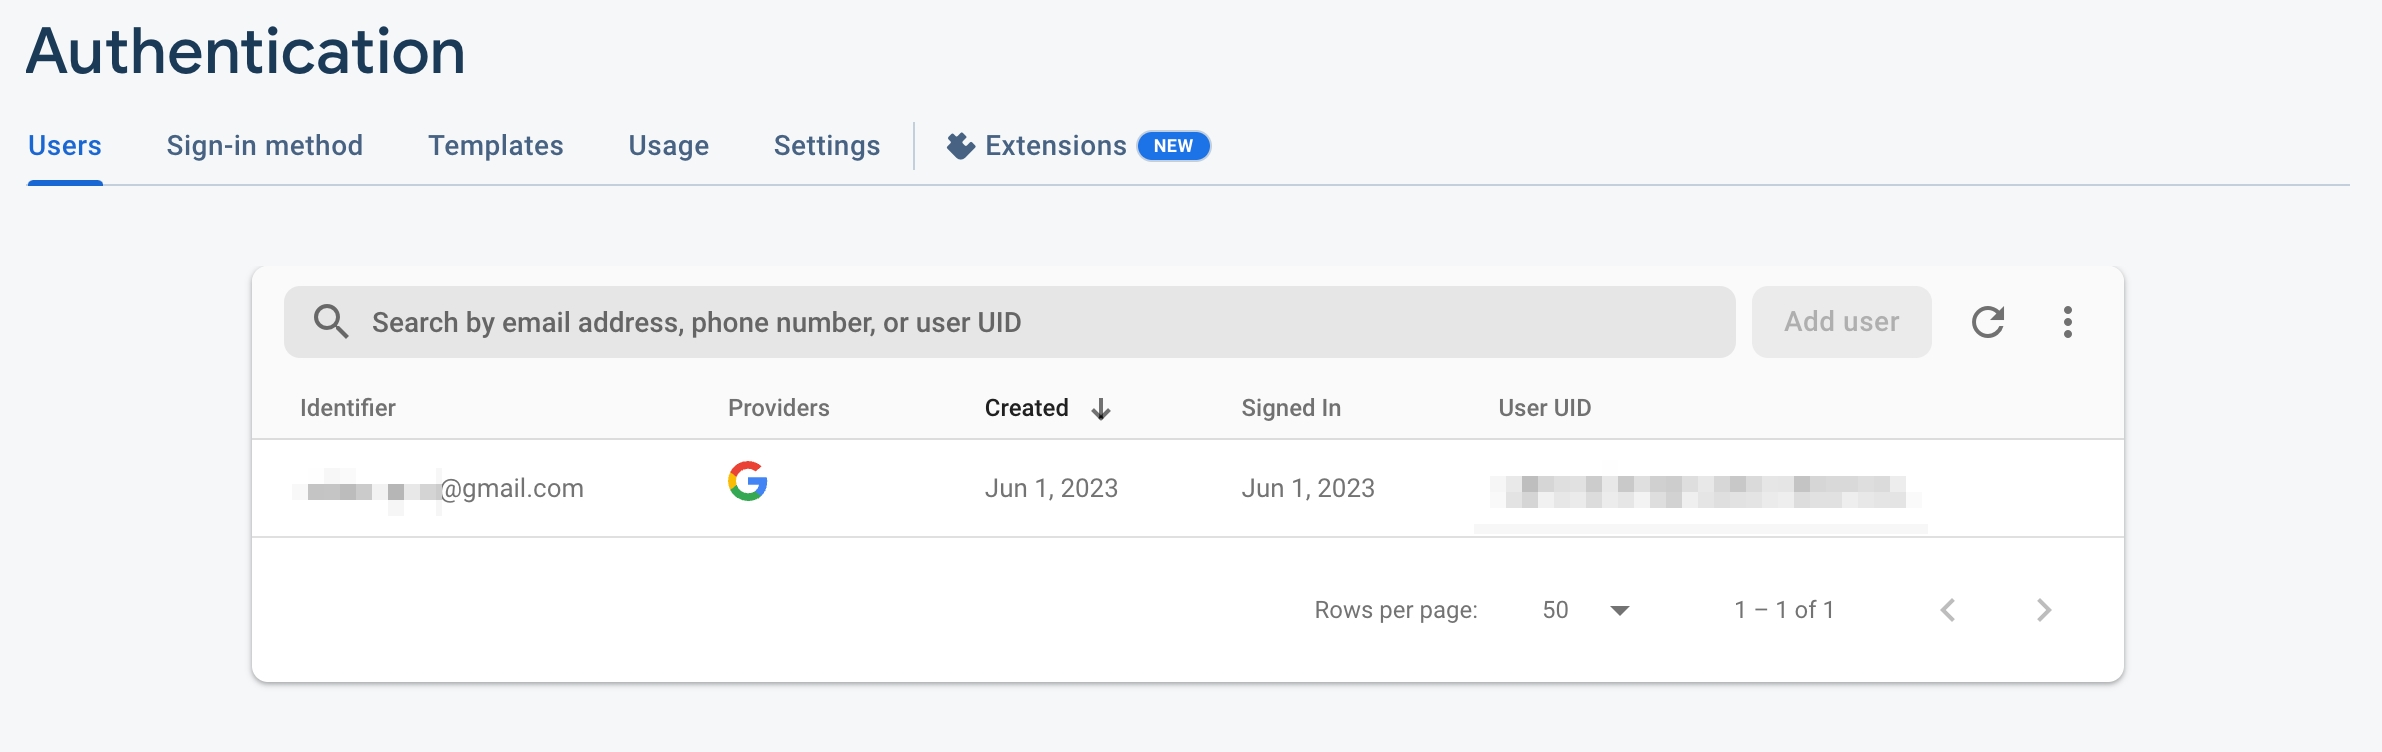 Authentication
Users Sign-in method Templates Usage Settings Extensions NEW
Search by email address, phone number, or user UID Add user
Identifier Providers Created Signed In User UID
@gmail.com Jun 1, 2023 Jun 1, 2023
Rows per page: 50 1 – 1 of 1